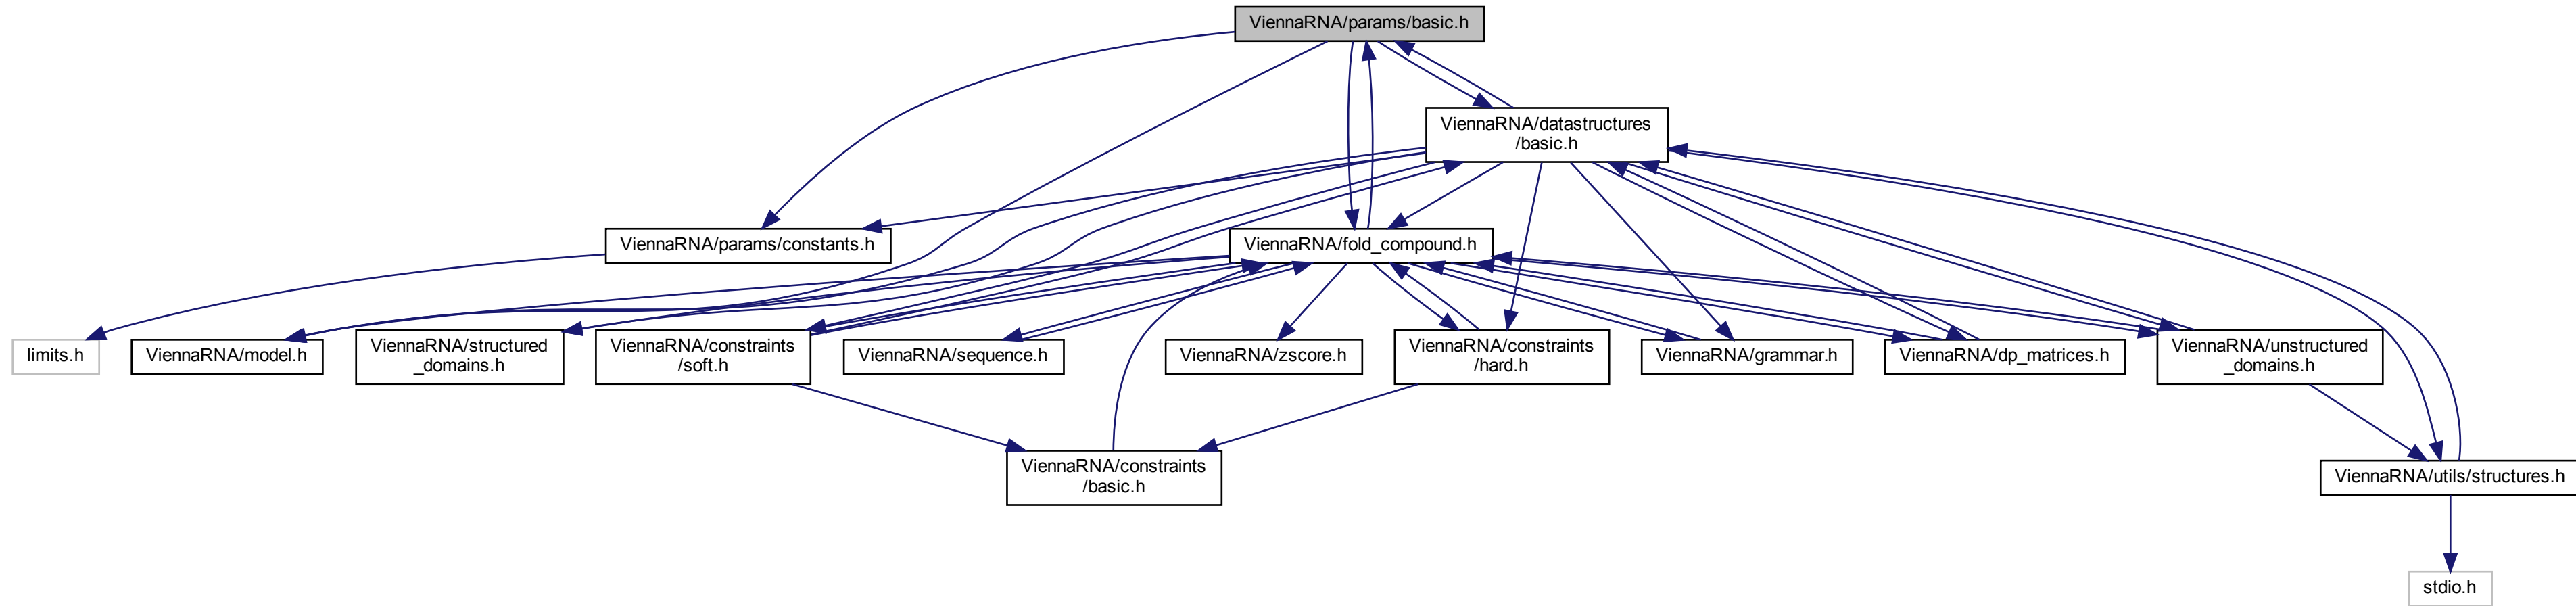 ViennaRNA/params/basic.h
ViennaRNA/datastructures
/basic.h
ViennaRNA/params/constants.h
ViennaRNA/fold_compound.h
limits.h
ViennaRNA/model.h
ViennaRNA/structured
_domains.h
ViennaRNA/constraints
/soft.h
ViennaRNA/sequence.h
ViennaRNA/zscore.h
ViennaRNA/constraints
/hard.h
ViennaRNA/grammar.h
ViennaRNA/dp_matrices.h
ViennaRNA/unstructured
_domains.h
ViennaRNA/constraints
/basic.h
ViennaRNA/utils/structures.h
stdio.h